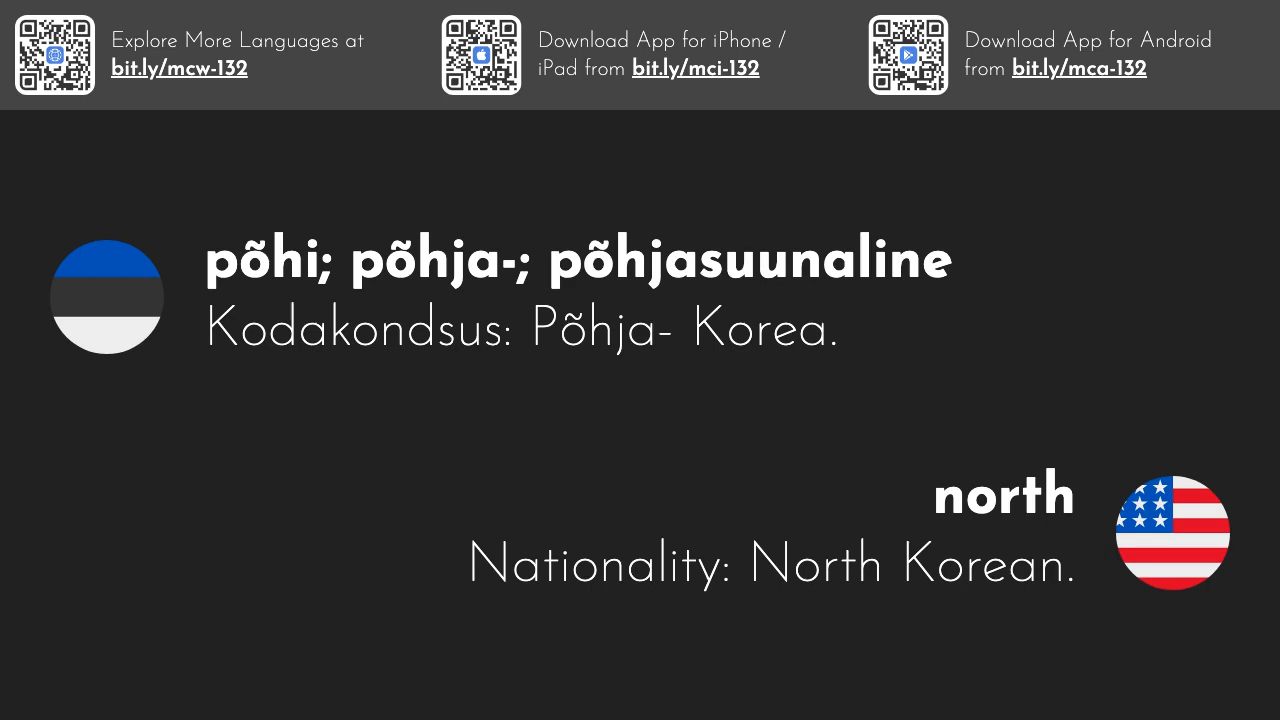 Explore More Languages at
bit.ly/mcw-132
Download App for iPhone /
iPad from bit.ly/mci-132
Download App for Android
from bit.ly/mca-132
põhi; põhja-; põhjasuunaline
Kodakondsus: Põhja- Korea.
north
Nationality: North Korean.